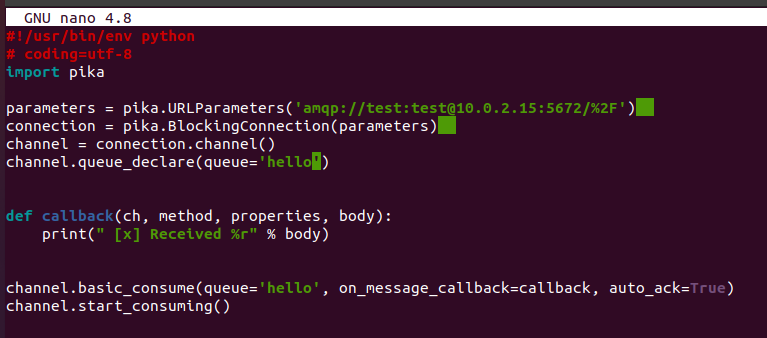 GNU nano 4.8
#!/usr/bin/env python
# coding=utf-8
import pika
parameters = pika.URLParameters('amqp://test:test@10.0.2.15:5672/%2F')
connection = pika.BlockingConnection(parameters)
channel = connection.channel()
channel.queue_declare(queue='hello')
def callback(ch, method, properties, body):
    print(" [x] Received %r" % body)
channel.basic_consume(queue='hello', on_message_callback=callback, auto_ack=True)
channel.start_consuming()